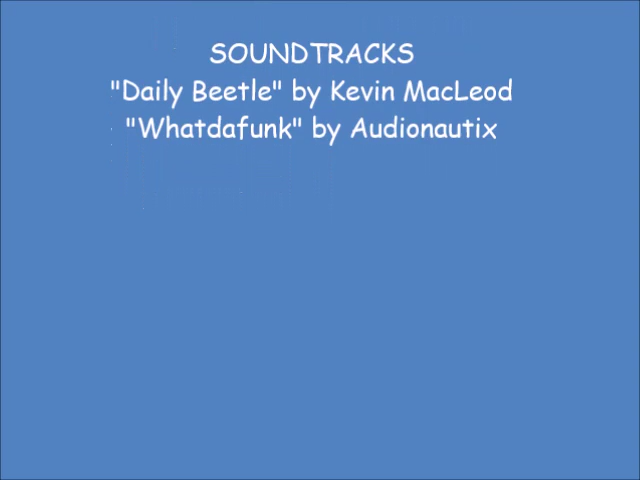 SOUNDTRACKS
"Daily Beetle" by Kevin MacLeod
"Whatdafunk" by Audionautix